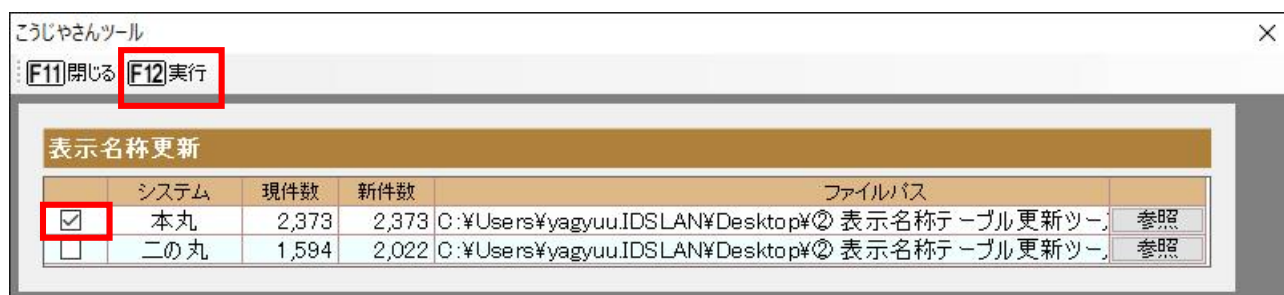 こうじやさんツール
F11閉じる F12実行
表示名称更新
システム 現件数 新件数 ファイルパス
本丸 2,373 2,373 C:¥Users¥yagyuu.IDSLAN¥Desktop¥② 表示名称テーブル更新ツー 参照
二の丸 1,594 2,022 C:¥Users¥yagyuu.IDSLAN¥Desktop¥② 表示名称テーブル更新ツー 参照